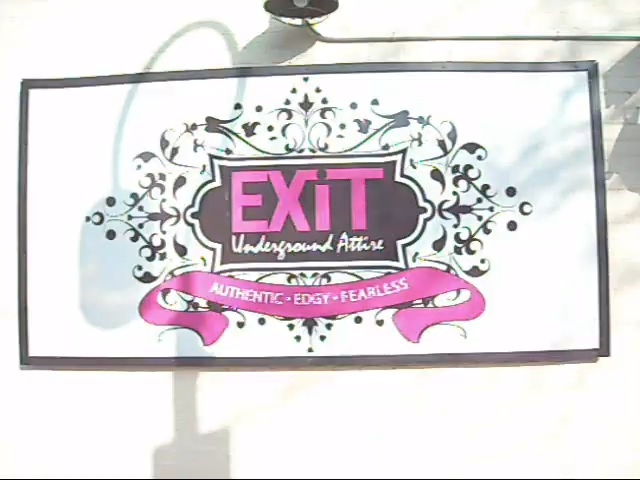 EXiT
Underground Attire
AUTHENTIC • EDGY • FEARLESS